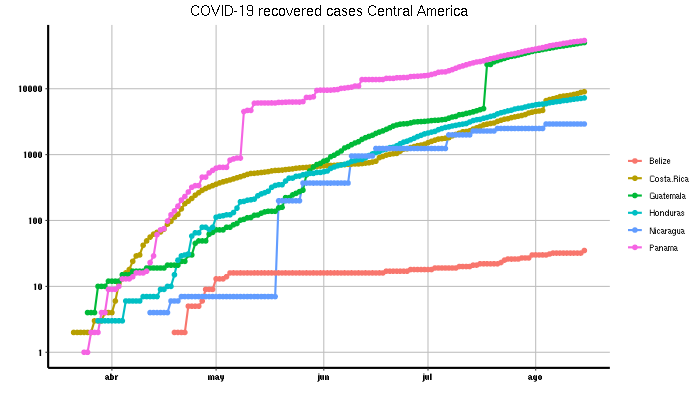 COVID-19 recovered cases Central America
10000
1000
100
10
1
abr may jun jul ago
Belize
Costa.Rica
Guatemala
Honduras
Nicaragua
Panama